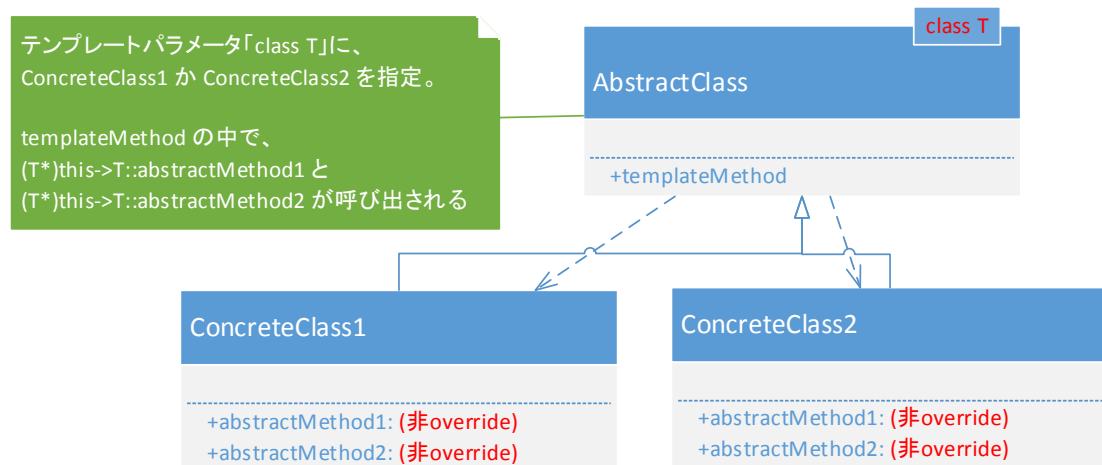 テンプレートパラメータ「class T」に、
ConcreteClass1 か ConcreteClass2 を指定。
templateMethod の中で、
(T*)this->T::abstractMethod1 と
(T*)this->T::abstractMethod2 が呼び出される
class T
AbstractClass
+templateMethod
ConcreteClass1
+abstractMethod1: (非override)
+abstractMethod2: (非override)
ConcreteClass2
+abstractMethod1: (非override)
+abstractMethod2: (非override)